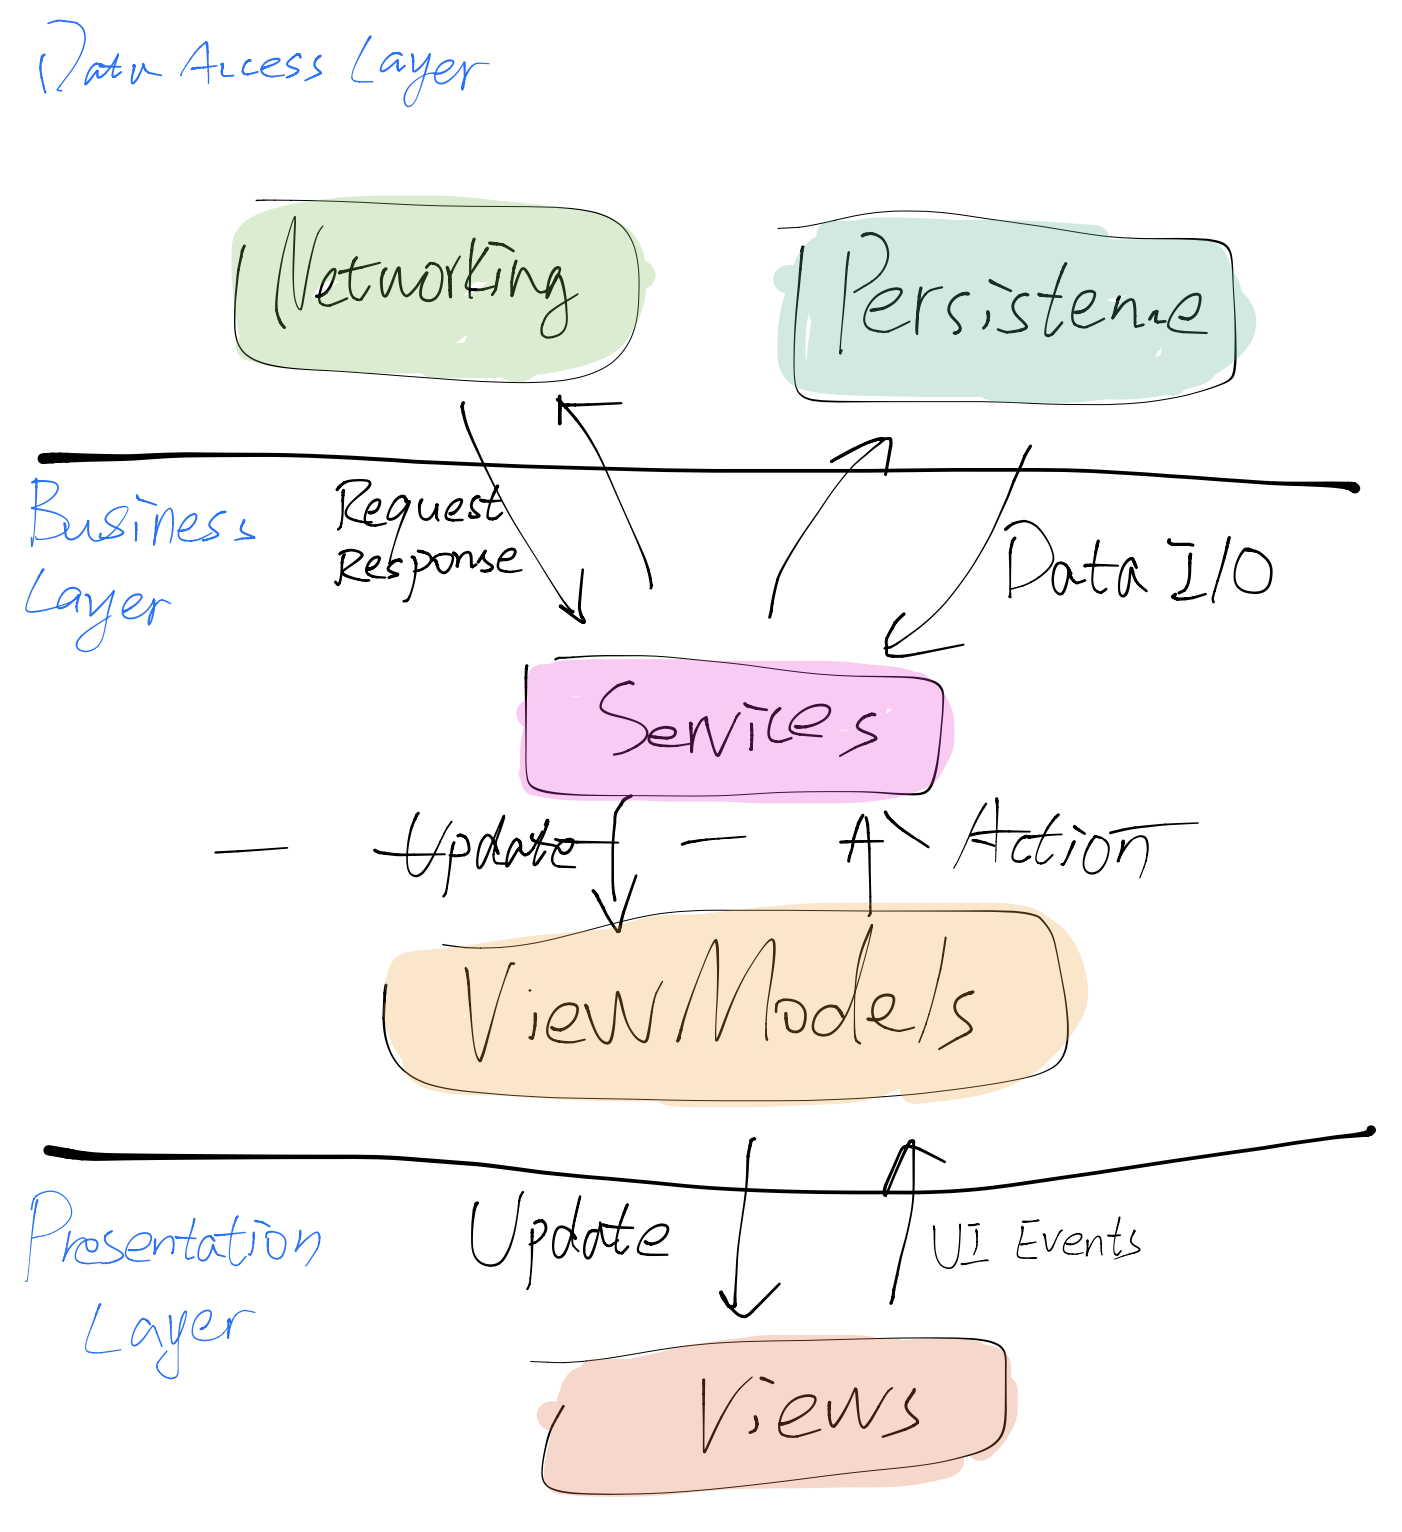 Data Access Layer
Networking
Persistence
Business
Layer
Request
Response
Data I/O
Services
Update
Action
ViewModels
Presentation
Layer
Update
UI Events
Views